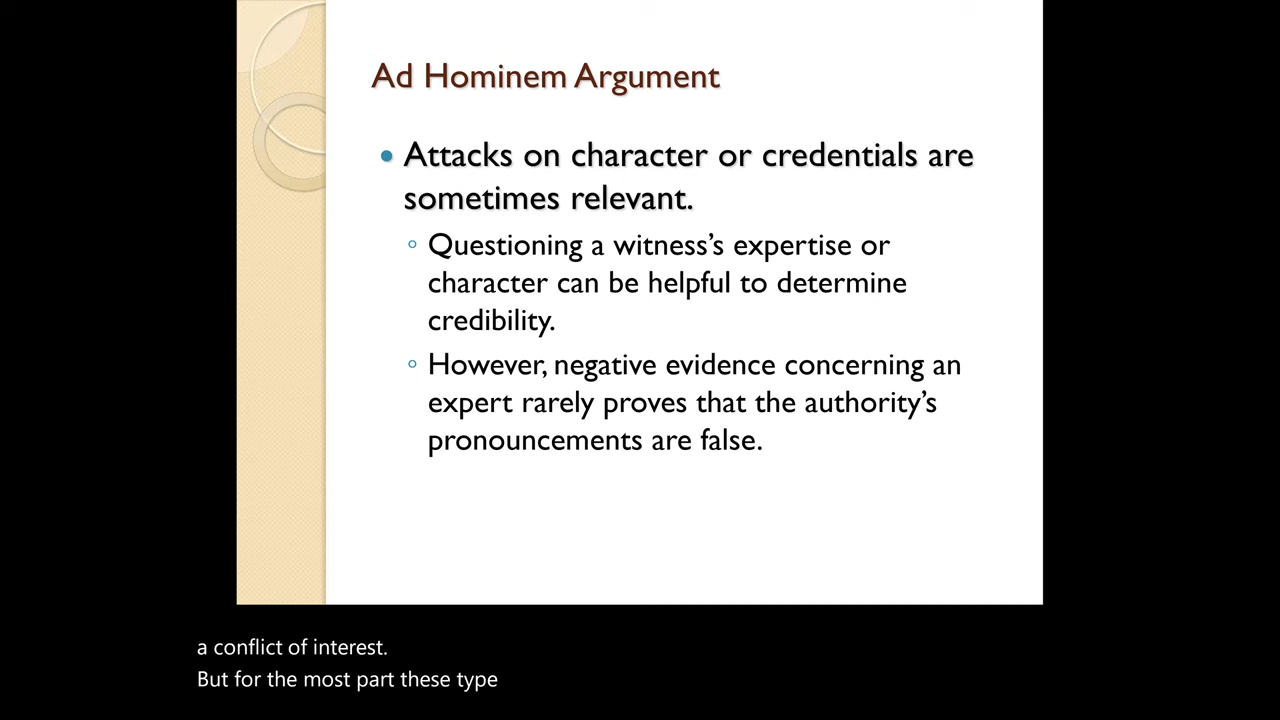 Ad Hominem Argument
Attacks on character or credentials are
sometimes relevant.
Questioning a witness’s expertise or
character can be helpful to determine
credibility.
However, negative evidence concerning an
expert rarely proves that the authority’s
pronouncements are false.
a conflict of interest.
But for the most part these type